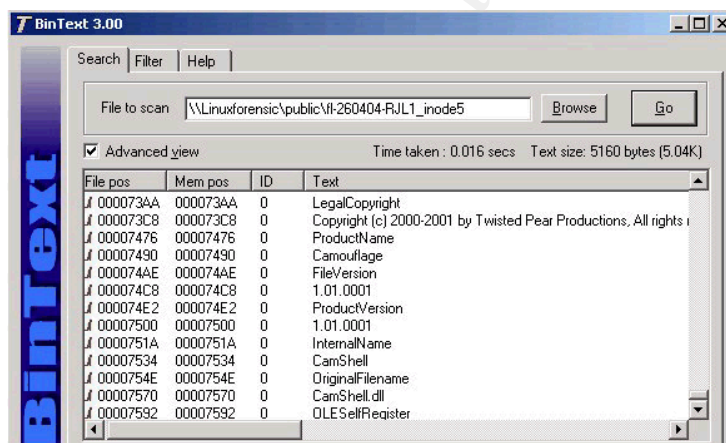 BinText 3.00
Search Filter Help
File to scan \\Linuxforensic\public\fl-260404-RJL1_inode5 Browse Go
Advanced view Time taken : 0.016 secs Text size: 5160 bytes (5.04K)
File pos Mem pos ID Text
000073AA 000073AA 0 LegalCopyright
000073C8 000073C8 0 Copyright (c) 2000-2001 by Twisted Pear Productions, All rights
00007476 00007476 0 ProductName
00007490 00007490 0 Camouflage
000074AE 000074AE 0 FileVersion
000074C8 000074C8 0 1.01.0001
000074E2 000074E2 0 ProductVersion
00007500 00007500 0 1.01.0001
0000751A 0000751A 0 InternalName
00007534 00007534 0 CamShell
0000754E 0000754E 0 OriginalFilename
00007570 00007570 0 CamShell.dll
00007592 00007592 0 OLESelfRegister
BinText